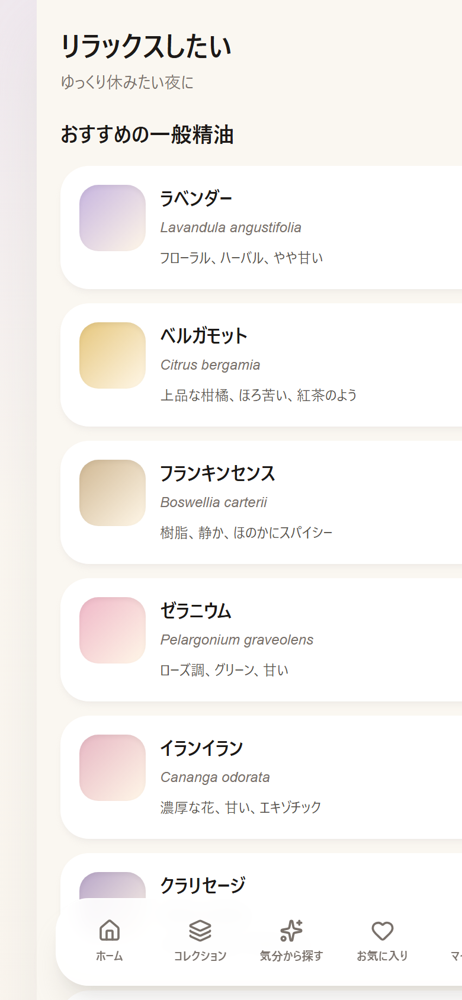 リラックスしたい
ゆっくり休みたい夜に
おすすめの一般精油
ラベンダー
Lavandula angustifolia
フローラル、ハーバル、やや甘い
ベルガモット
Citrus bergamia
上品な柑橘、ほろ苦い、紅茶のよう
フランキンセンス
Boswellia carterii
樹脂、静か、ほのかにスパイシー
ゼラニウム
Pelargonium graveolens
ローズ調、グリーン、甘い
イランイラン
Cananga odorata
濃厚な花、甘い、エキゾチック
クラリセージ
ホーム
コレクション
気分から探す
お気に入り